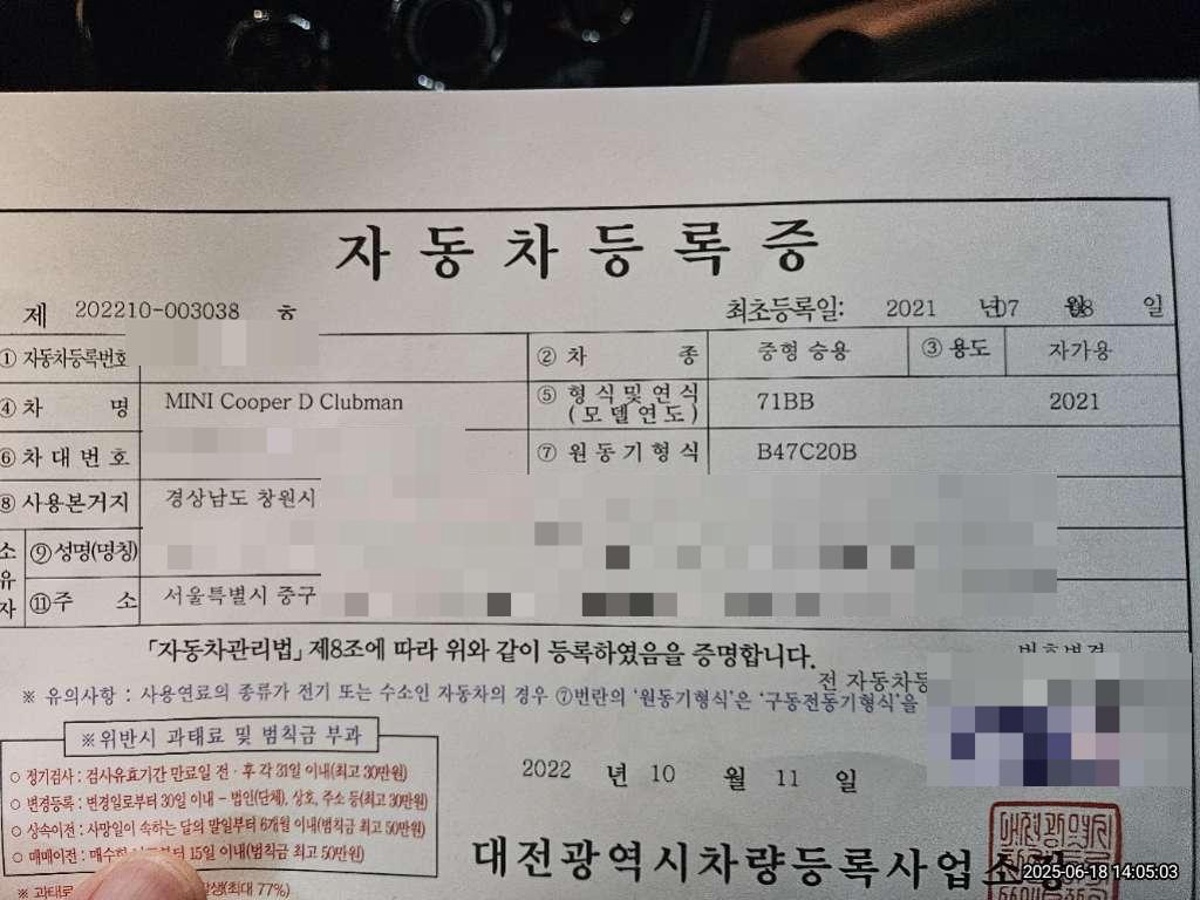 자동차등록증
제 202210-003038 호 최초등록일: 2021 년 07 월 일
① 자동차등록번호 ② 차 종 중형 승용 ③ 용도 자가용
④ 차 명 MINI Cooper D Clubman ⑤ 형식및연식 (모델연도) 71BB 2021
⑥ 차대번호 ⑦ 원동기형식 B47C20B
⑧ 사용본거지 경상남도 창원시
소유자 ⑨ 성명(명칭)
⑪ 주 소 서울특별시 중구
「자동차관리법」 제8조에 따라 위와 같이 등록하였음을 증명합니다.
전 자동차등
※ 유의사항 : 사용연료의 종류가 전기 또는 수소인 자동차의 경우 ⑦번란의 '원동기형식'은 '구동전동기형식'을
※위반시 과태료 및 범칙금 부과
○ 정기검사 : 검사유효기간 만료일 전·후 각 31일 이내(최고 30만원)
○ 변경등록 : 변경일로부터 30일 이내 - 법인(단체), 상호, 주소 등(최고 30만원)
○ 상속이전 : 사망일이 속하는 달의 말일부터 6개월 이내(범칙금 최고 50만원)
○ 매매이전 : 15일 이내(범칙금 최고 50만원)
※ 과태료 (최대 77%)
2022 년 10 월 11 일
대전광역시차량등록사업소장
2025-06-18 14:05:03